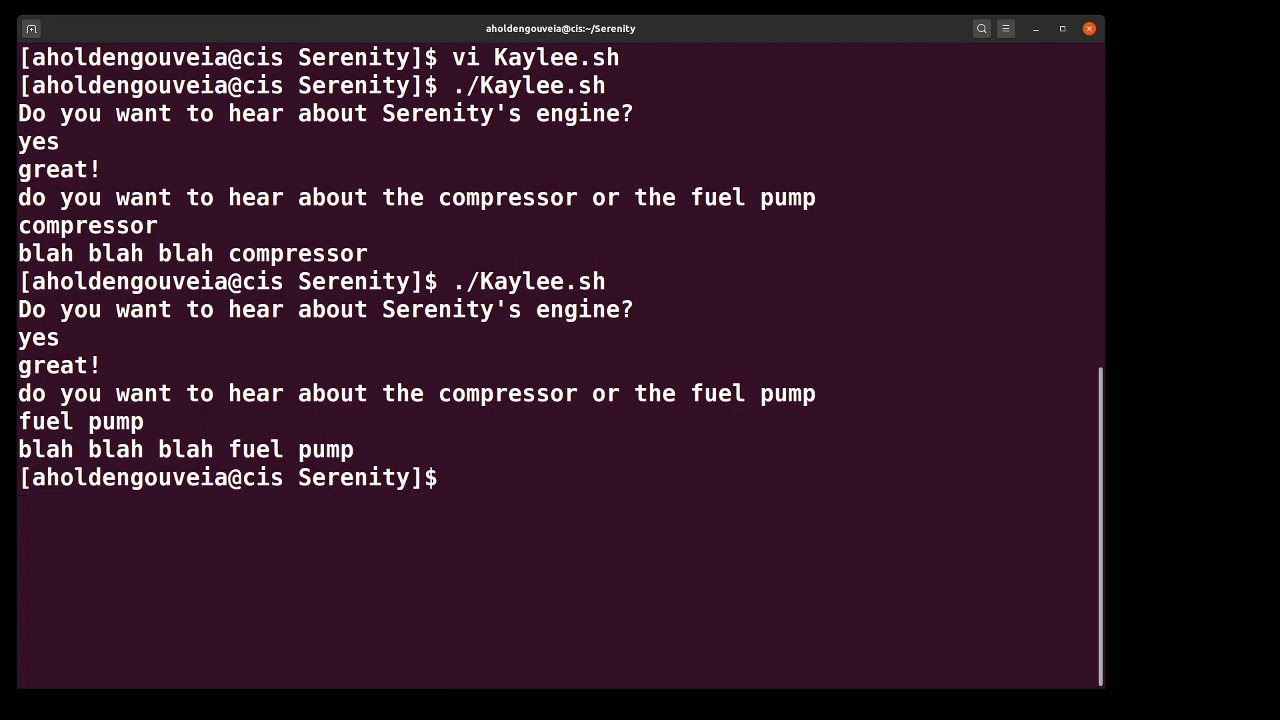 aholdengouveia@cis:~/Serenity
[aholdengouveia@cis Serenity]$ vi Kaylee.sh
[aholdengouveia@cis Serenity]$ ./Kaylee.sh
Do you want to hear about Serenity's engine?
yes
great!
do you want to hear about the compressor or the fuel pump
compressor
blah blah blah compressor
[aholdengouveia@cis Serenity]$ ./Kaylee.sh
Do you want to hear about Serenity's engine?
yes
great!
do you want to hear about the compressor or the fuel pump
fuel pump
blah blah blah fuel pump
[aholdengouveia@cis Serenity]$